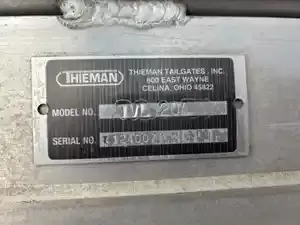 THIEMAN
THIEMAN TAILGATES, INC.
600 EAST WAYNE
CELINA, OHIO 45822
MODEL NO.
SERIAL NO.